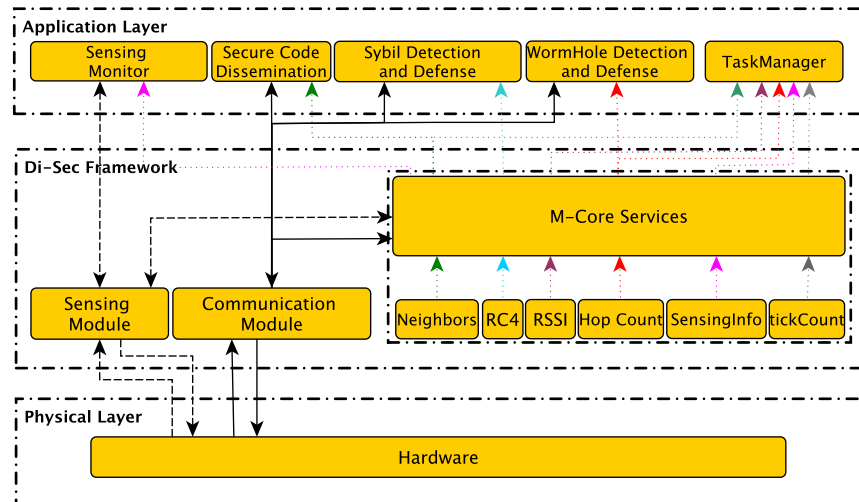 Application Layer
Sensing
Monitor
Secure Code
Dissemination
Sybil Detection
and Defense
WormHole Detection
and Defense
TaskManager
Di-Sec Framework
M-Core Services
Sensing
Module
Communication
Module
Neighbors
RC4
RSSI
Hop Count
SensingInfo
tickCount
Physical Layer
Hardware